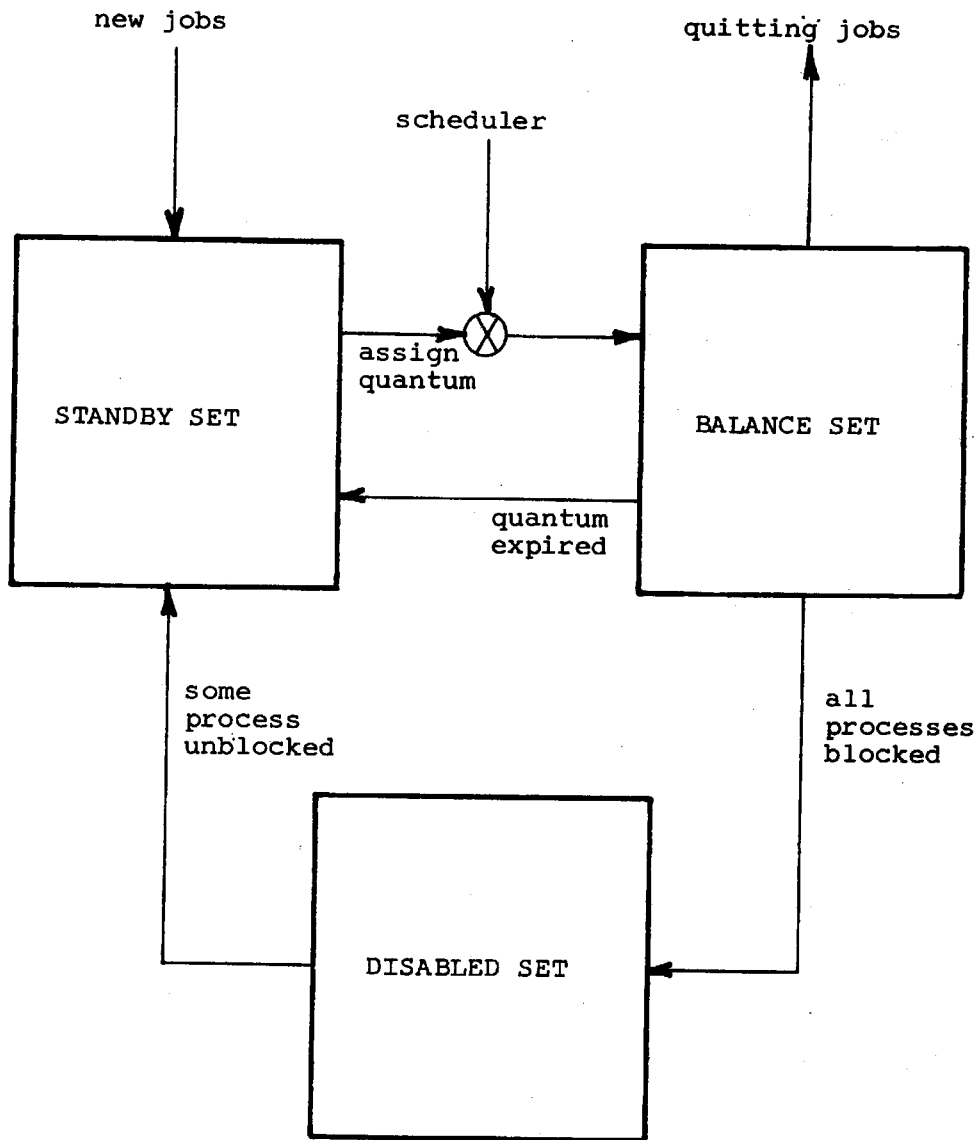 new jobs
quitting jobs
scheduler
assign
quantum
STANDBY SET
BALANCE SET
quantum
expired
some
process
unblocked
all
processes
blocked
DISABLED SET